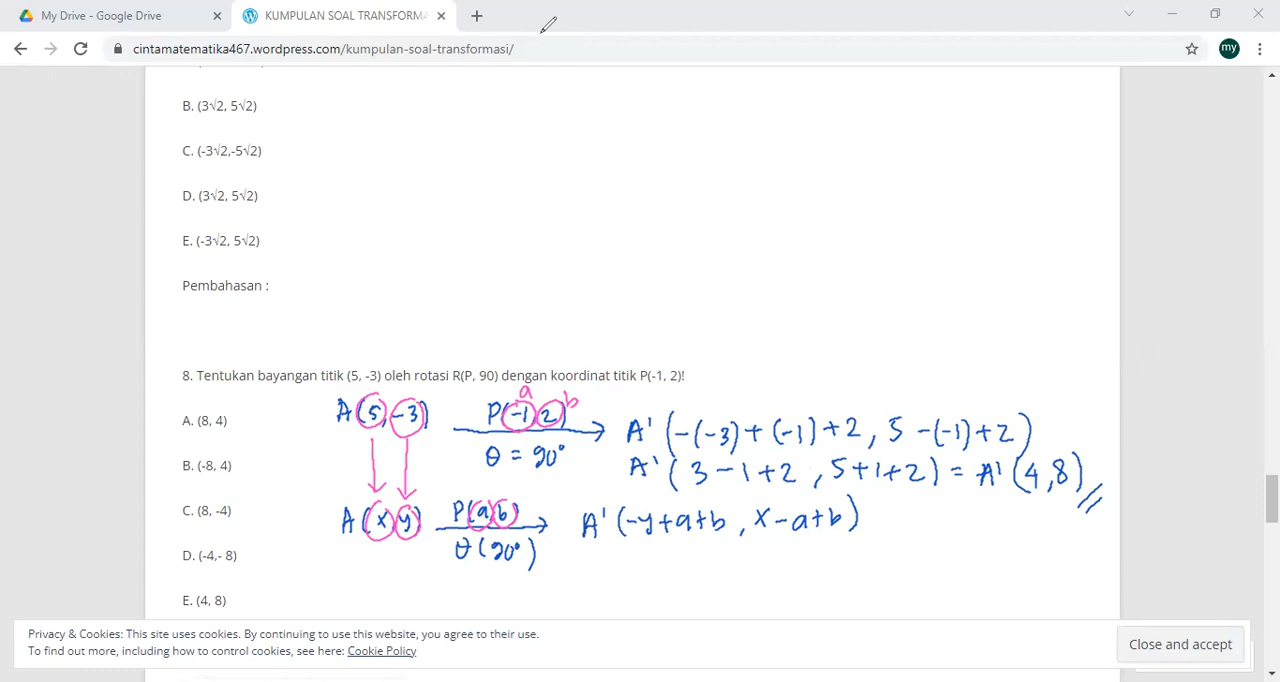 My Drive - Google Drive
KUMPULAN SOAL TRANSFORMA
cintamatematika467.wordpress.com/kumpulan-soal-transformasi/
my
B. (3√2, 5√2)
C. (-3√2,-5√2)
D. (3√2, 5√2)
E. (-3√2, 5√2)
Pembahasan :
8. Tentukan bayangan titik (5, -3) oleh rotasi R(P, 90) dengan koordinat titik P(-1, 2)!
a b
A(5, -3) P(-1, 2) θ = 90° A' (-(-3) + (-1) + 2, 5 - (-1) + 2)
A' (3 - 1 + 2, 5 + 1 + 2) = A' (4, 8)
A (x, y) P(a, b) θ (90°) A' (-y + a + b, x - a + b)
A. (8, 4)
B. (-8, 4)
C. (8, -4)
D. (-4,- 8)
E. (4, 8)
Privacy & Cookies: This site uses cookies. By continuing to use this website, you agree to their use.
To find out more, including how to control cookies, see here: Cookie Policy
Close and accept